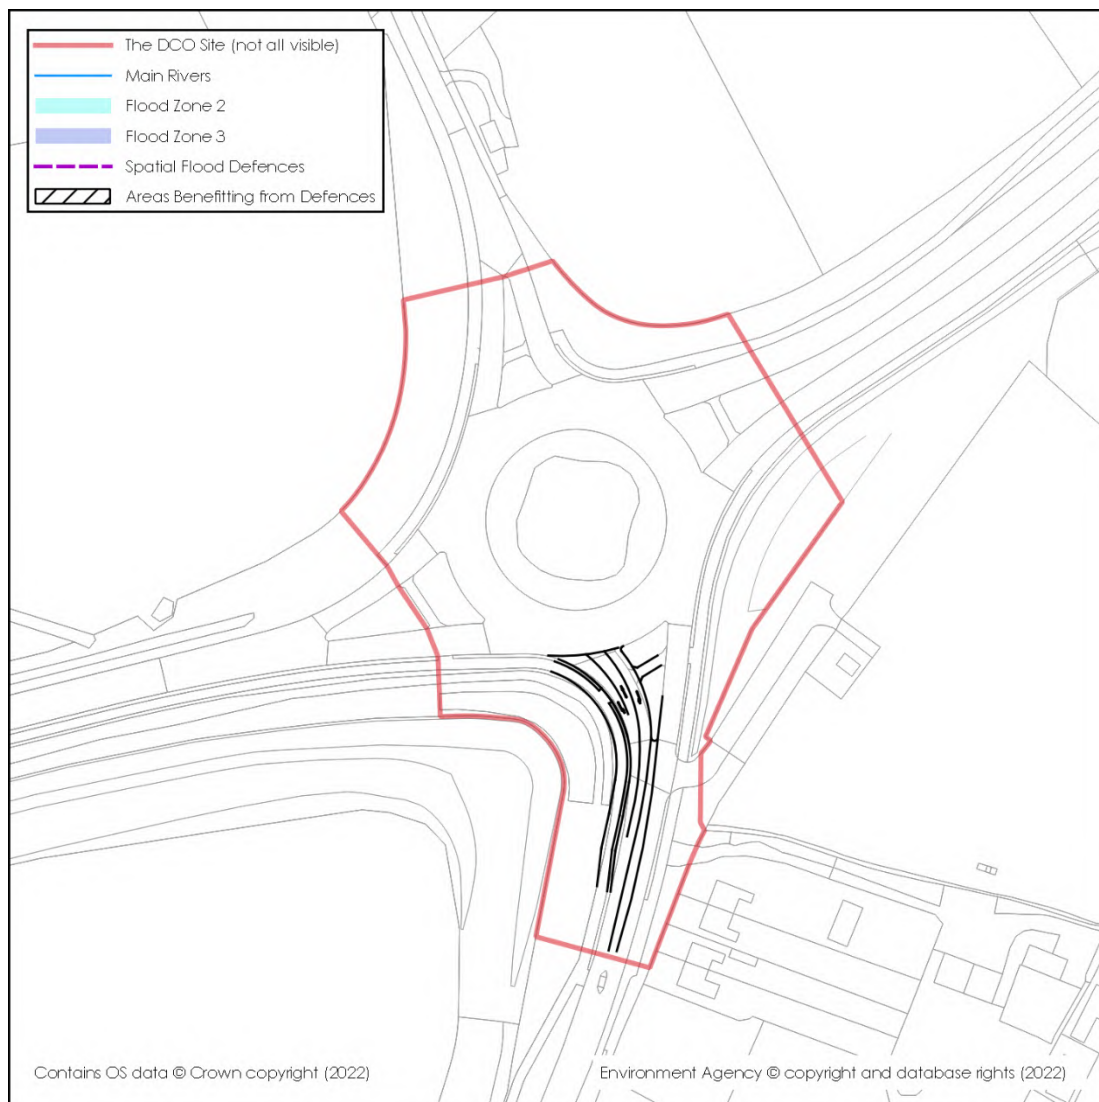 The DCO Site (not all visible)
Main Rivers
Flood Zone 2
Flood Zone 3
Spatial Flood Defences
Areas Benefitting from Defences
Contains OS data © Crown copyright (2022)
Environment Agency © copyright and database rights (2022)